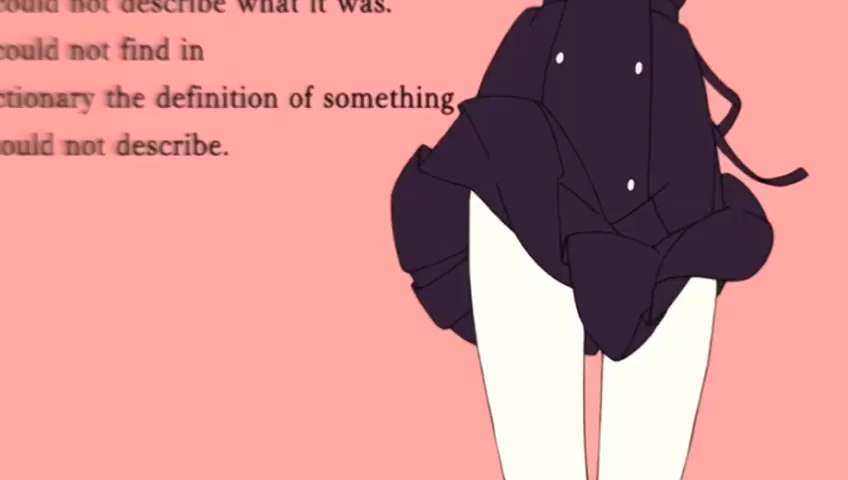 could not describe what it was.
could not find in
ctionary the definition of something
ould not describe.